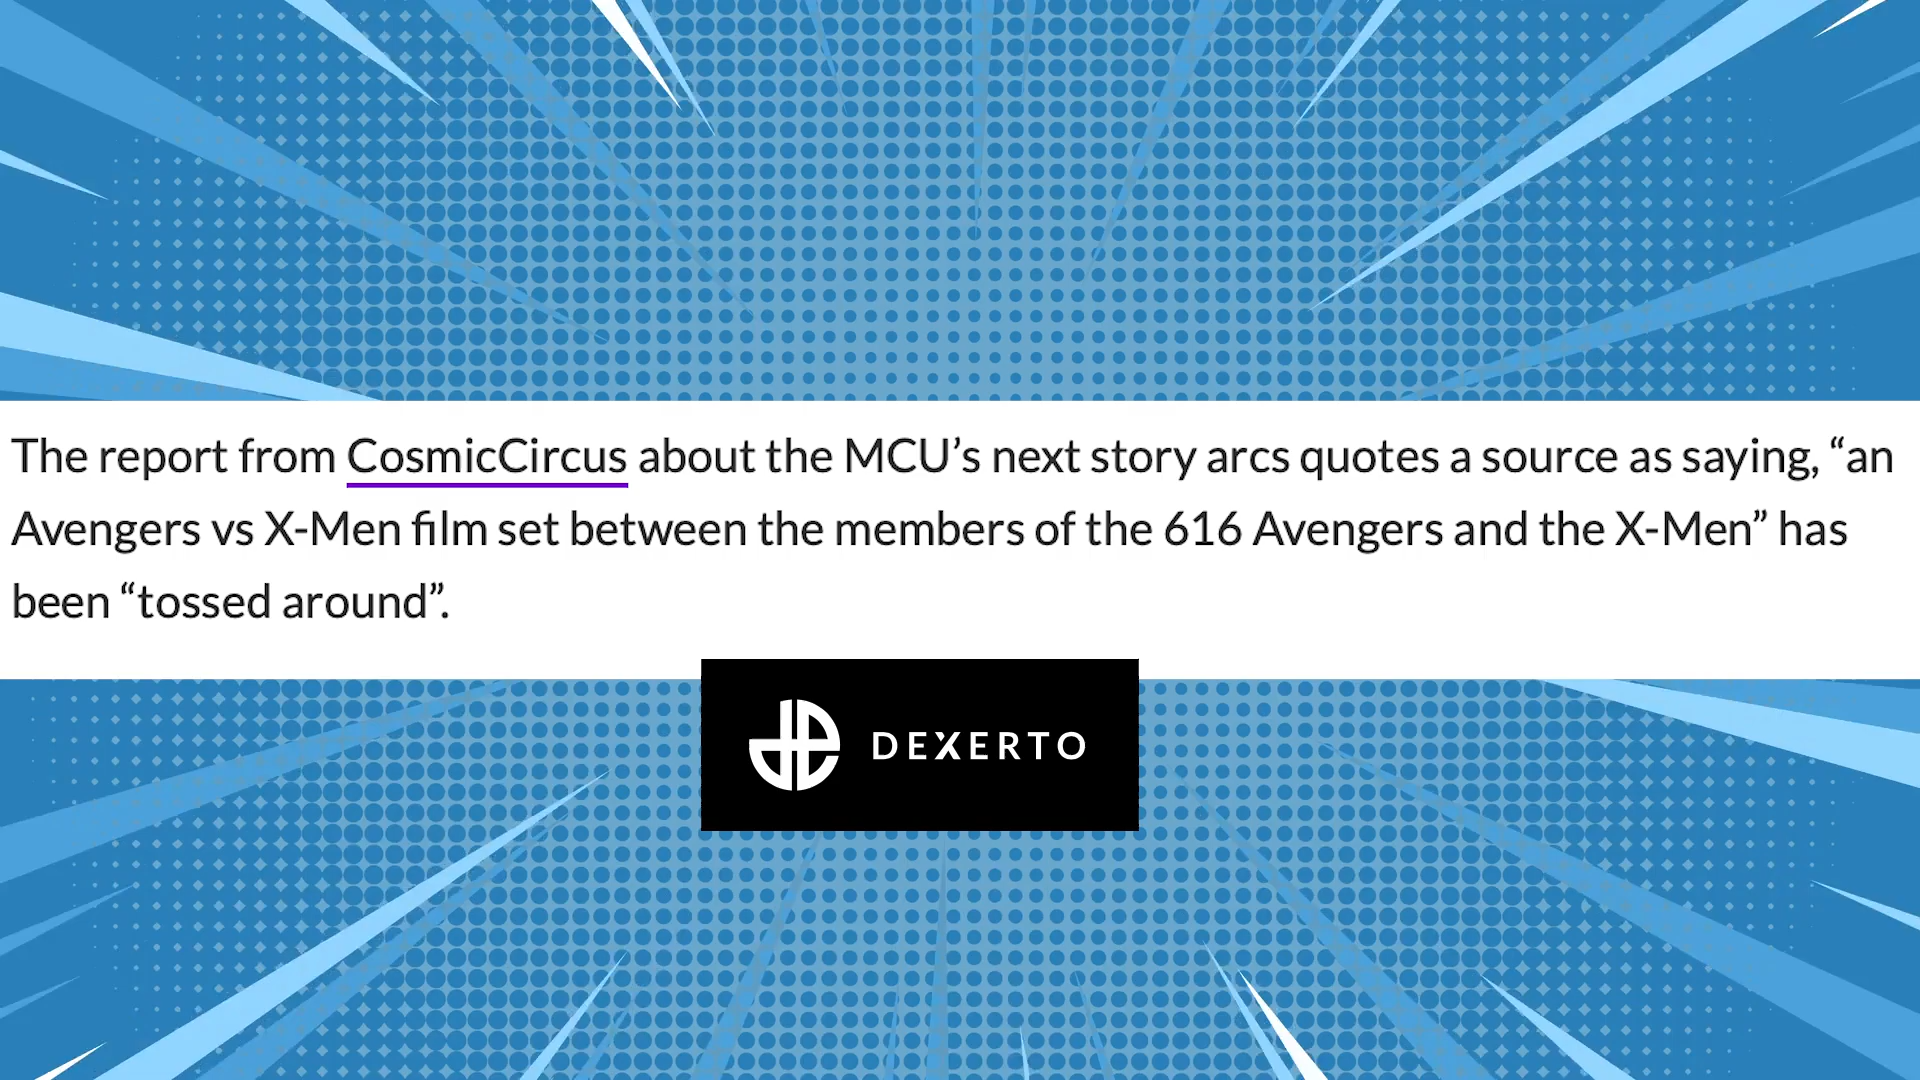 The report from CosmicCircus about the MCU’s next story arcs quotes a source as saying, “an
Avengers vs X-Men film set between the members of the 616 Avengers and the X-Men” has
been “tossed around”.
DEXERTO